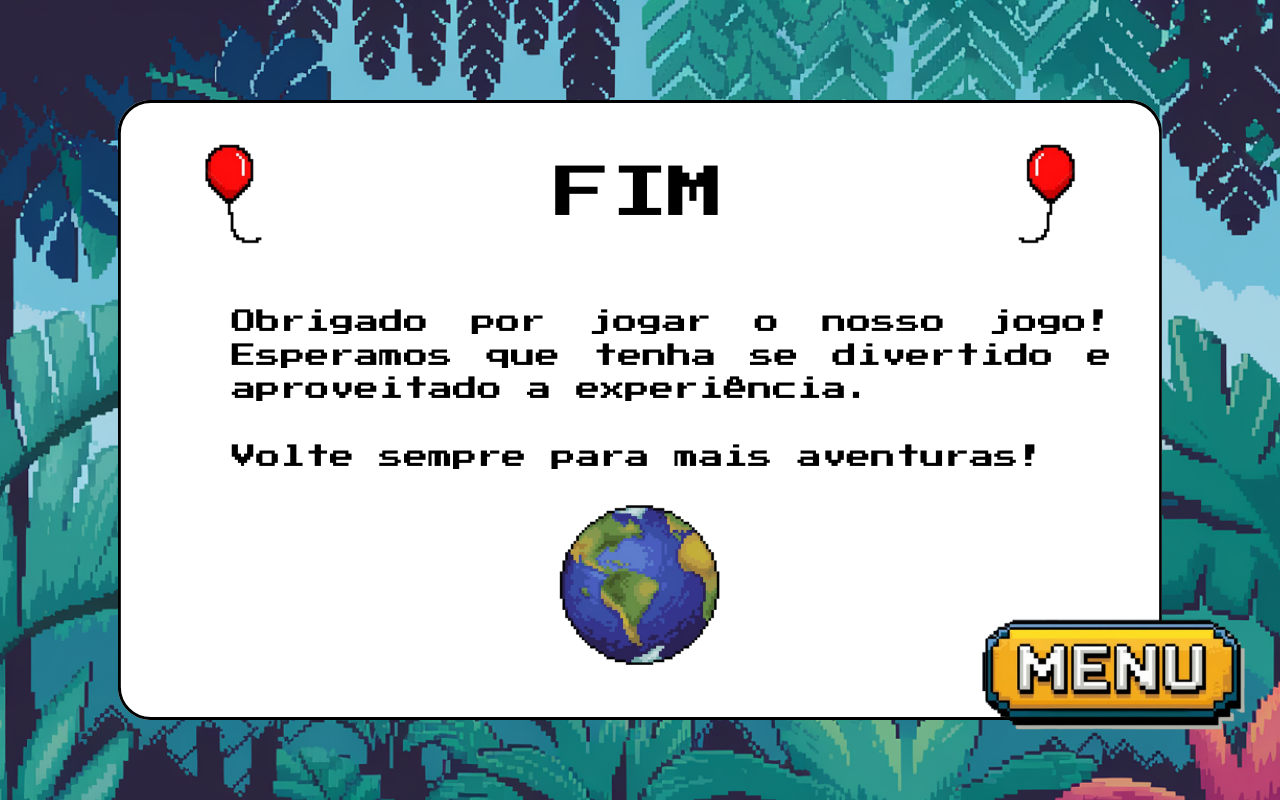 FIM
Obrigado por jogar o nosso jogo!
Esperamos que tenha se divertido e
aproveitado a experiência.
Volte sempre para mais aventuras!
MENU